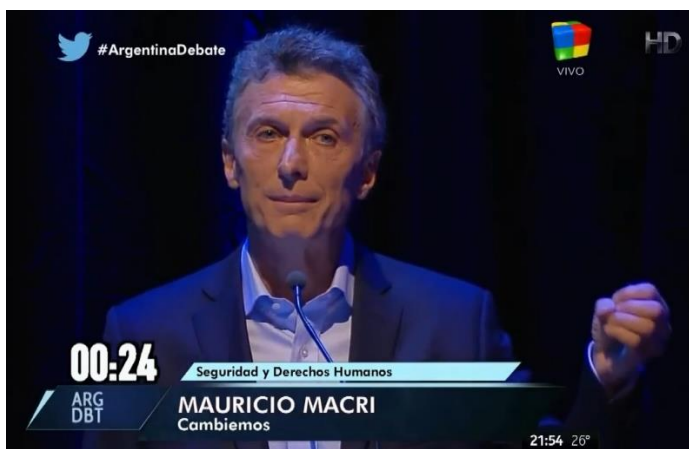 #ArgentinaDebate
VIVO
HD
00:24
Seguridad y Derechos Humanos
ARG
DBT
MAURICIO MACRI
Cambiemos
21:54 26°